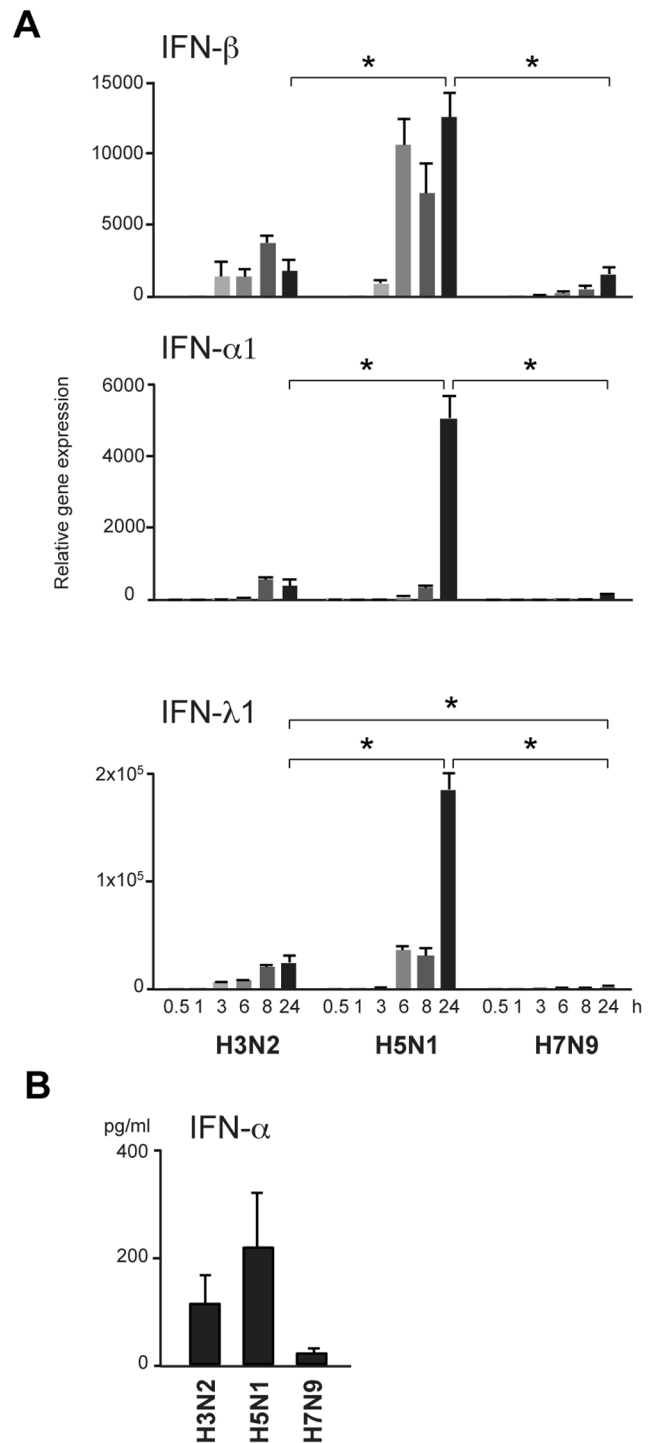 A
IFN-β
* *
15000
10000
5000
0
IFN-α1
* *
6000
4000
2000
0
Relative gene expression
IFN-λ1
*
* *
2x10⁵
1x10⁵
0
0.5 1 3 6 8 24 0.5 1 3 6 8 24 0.5 1 3 6 8 24 h
H3N2 H5N1 H7N9
B
pg/ml IFN-α
400
200
0
H3N2 H5N1 H7N9